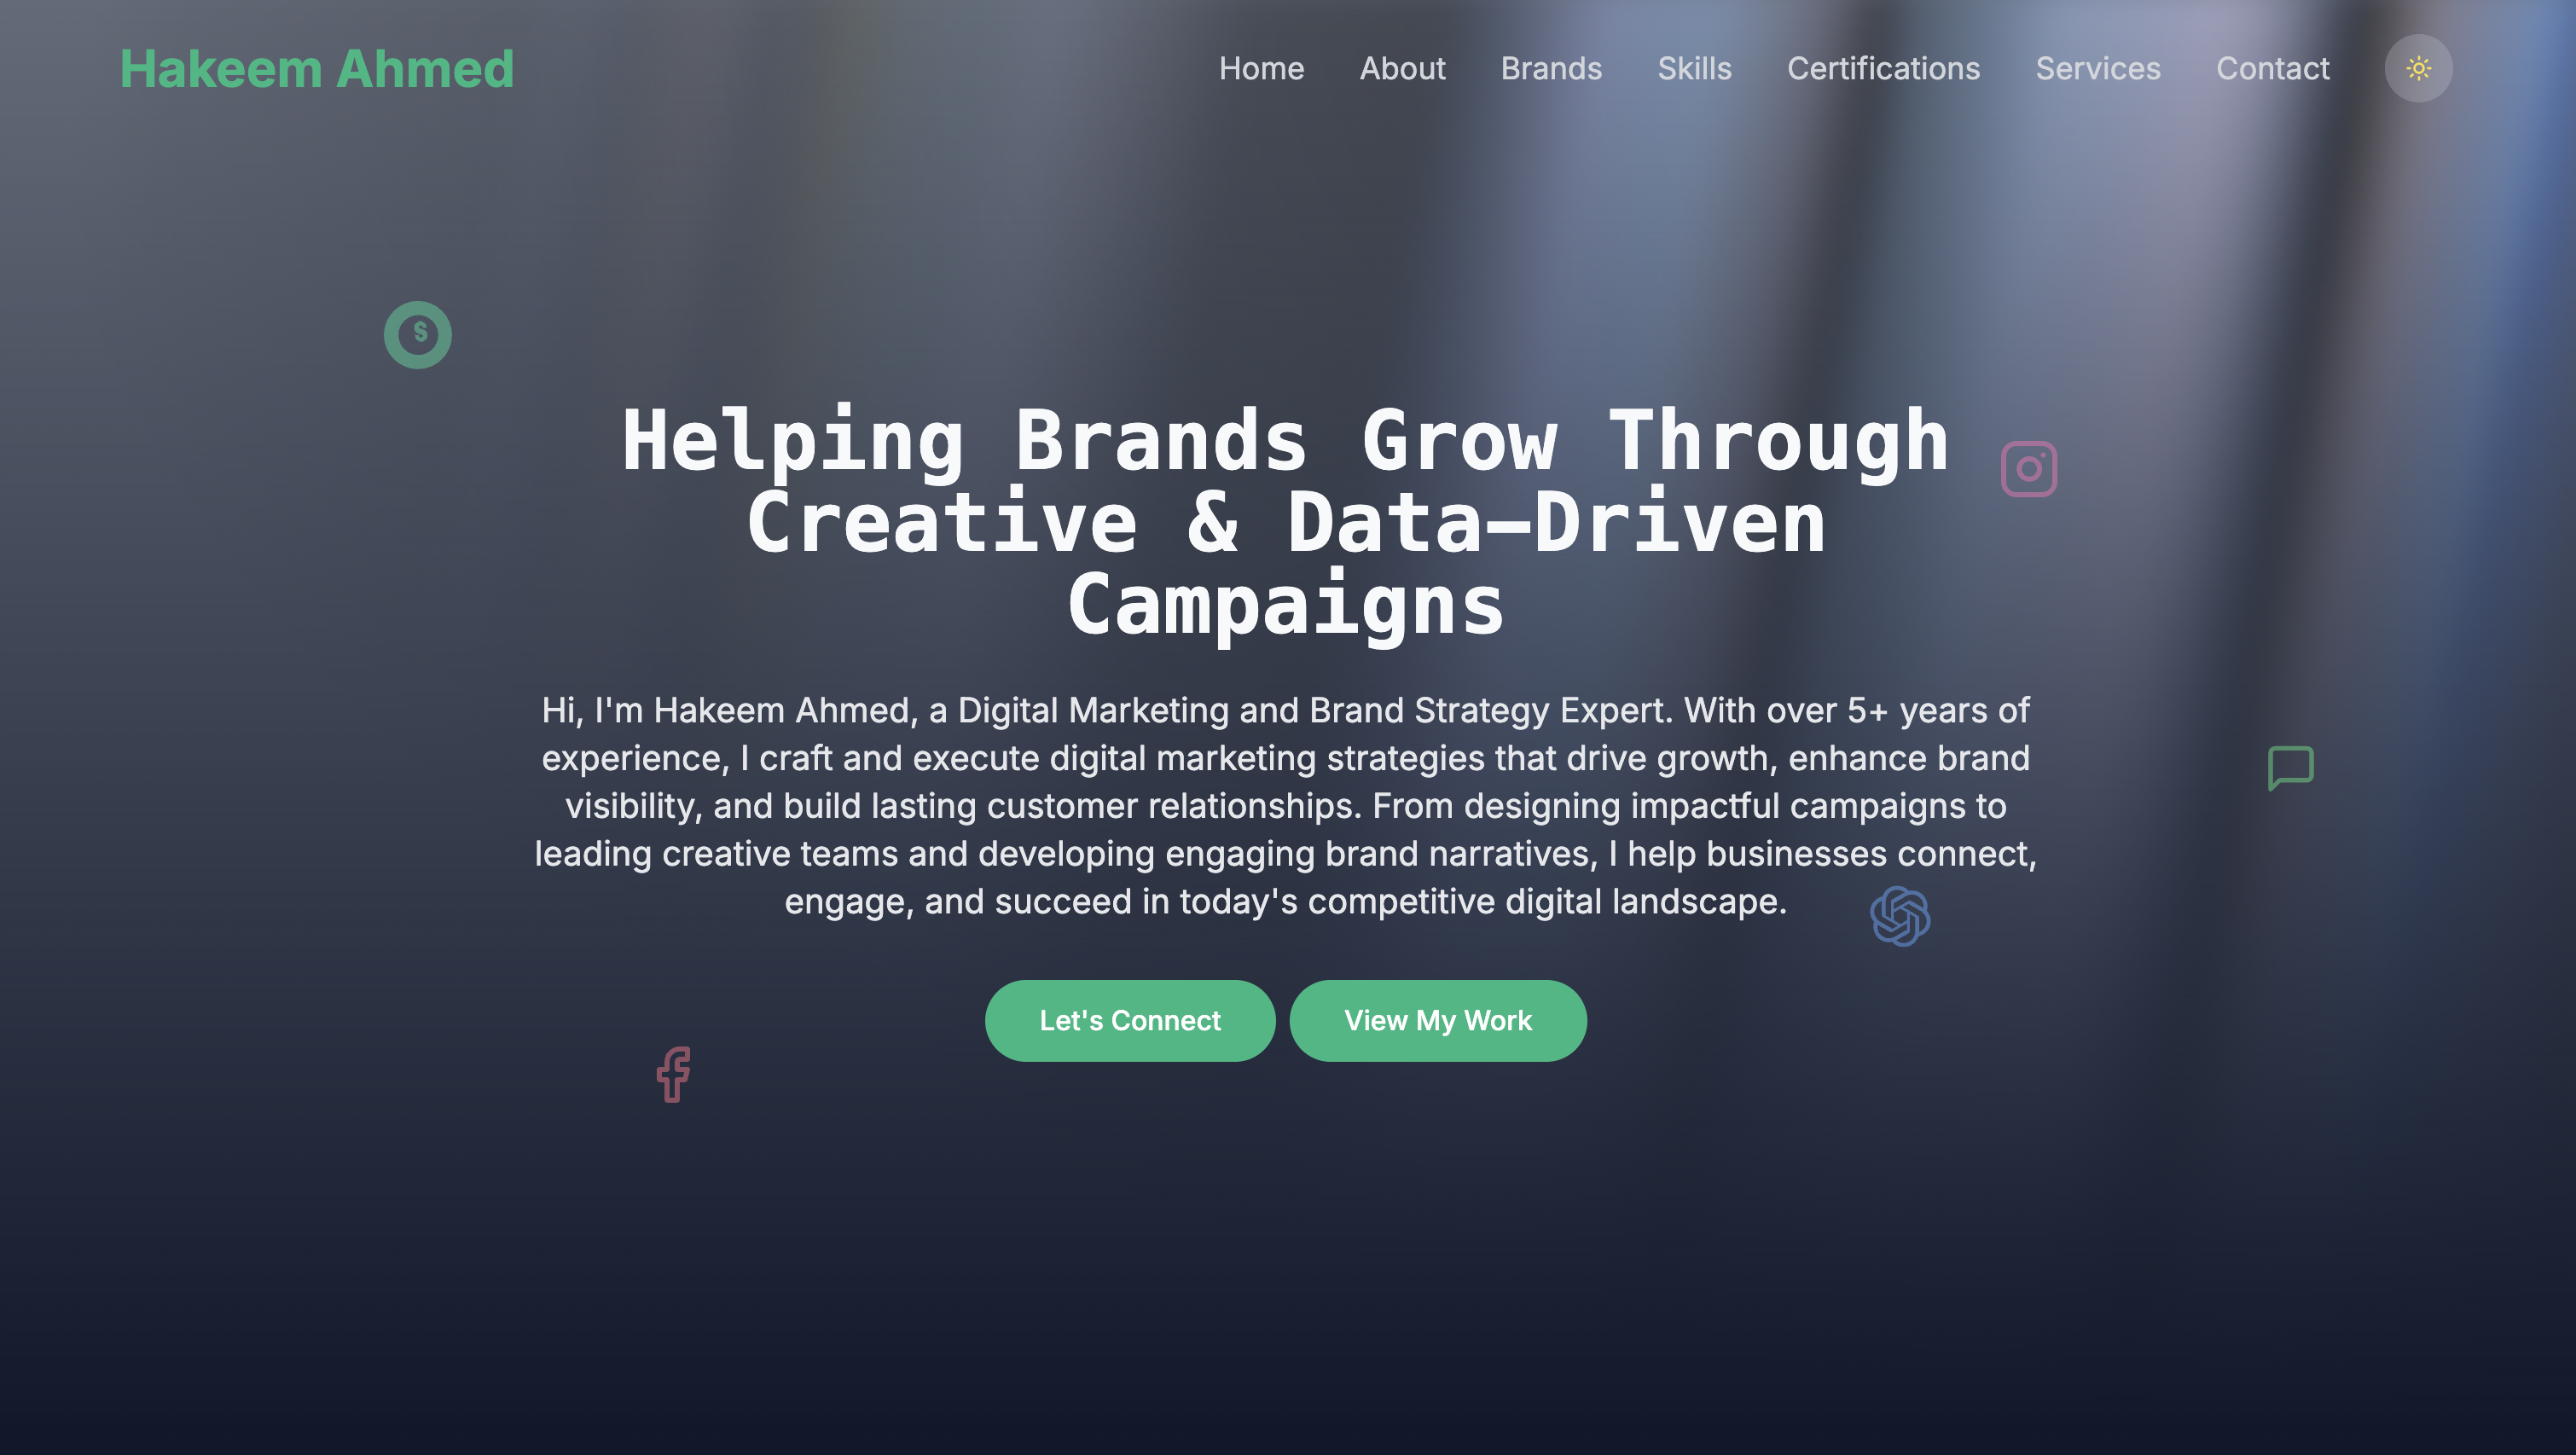 Hakeem Ahmed
Home About Brands Skills Certifications Services Contact
$
Helping Brands Grow Through
Creative & Data-Driven
Campaigns
Hi, I'm Hakeem Ahmed, a Digital Marketing and Brand Strategy Expert. With over 5+ years of
experience, I craft and execute digital marketing strategies that drive growth, enhance brand
visibility, and build lasting customer relationships. From designing impactful campaigns to
leading creative teams and developing engaging brand narratives, I help businesses connect,
engage, and succeed in today's competitive digital landscape.
Let's Connect View My Work